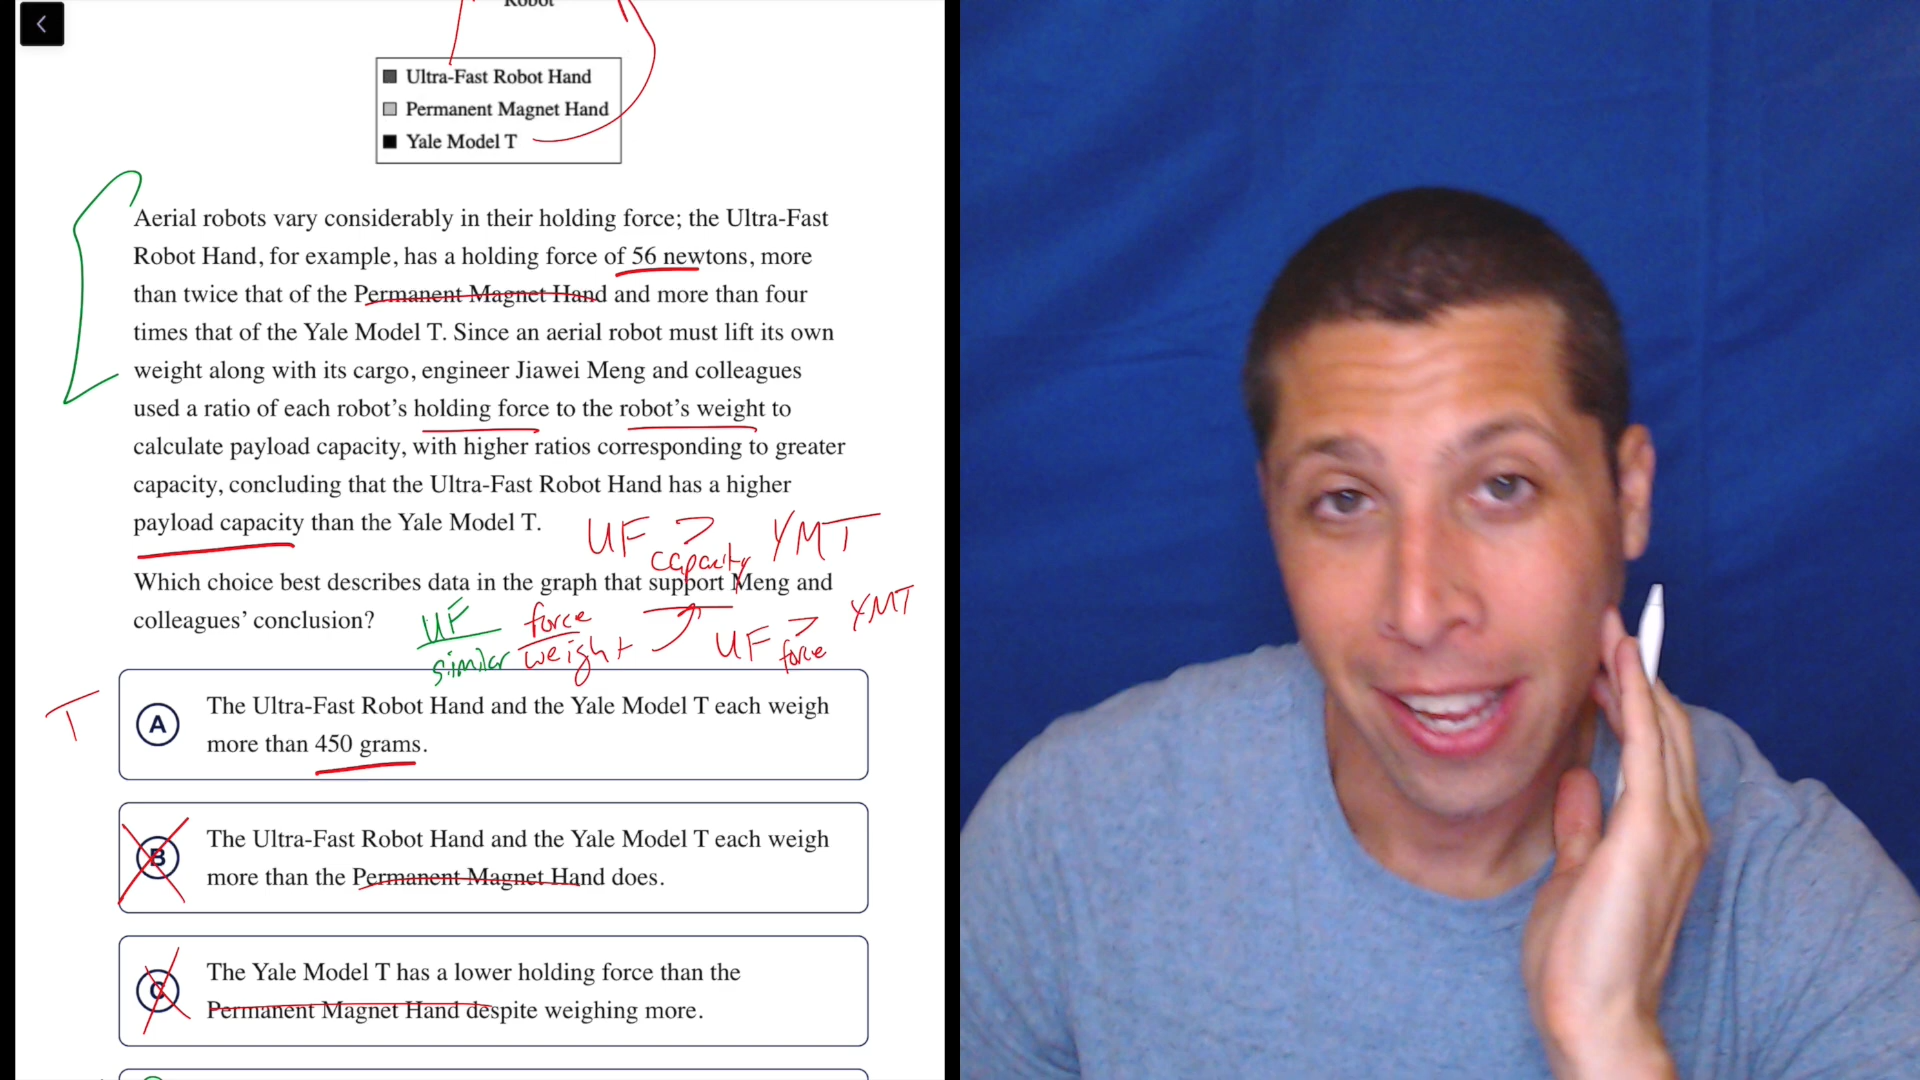 Robot
Ultra-Fast Robot Hand
Permanent Magnet Hand
Yale Model T
Aerial robots vary considerably in their holding force; the Ultra-Fast
Robot Hand, for example, has a holding force of 56 newtons, more
than twice that of the Permanent Magnet Hand and more than four
times that of the Yale Model T. Since an aerial robot must lift its own
weight along with its cargo, engineer Jiawei Meng and colleagues
used a ratio of each robot's holding force to the robot's weight to
calculate payload capacity, with higher ratios corresponding to greater
capacity, concluding that the Ultra-Fast Robot Hand has a higher
payload capacity than the Yale Model T.
UF > YMT
capacity
Which choice best describes data in the graph that support Meng and
colleagues' conclusion?
UF force UF > YMT
similar weight force
T
A The Ultra-Fast Robot Hand and the Yale Model T each weigh
more than 450 grams.
B The Ultra-Fast Robot Hand and the Yale Model T each weigh
more than the Permanent Magnet Hand does.
C The Yale Model T has a lower holding force than the
Permanent Magnet Hand despite weighing more.